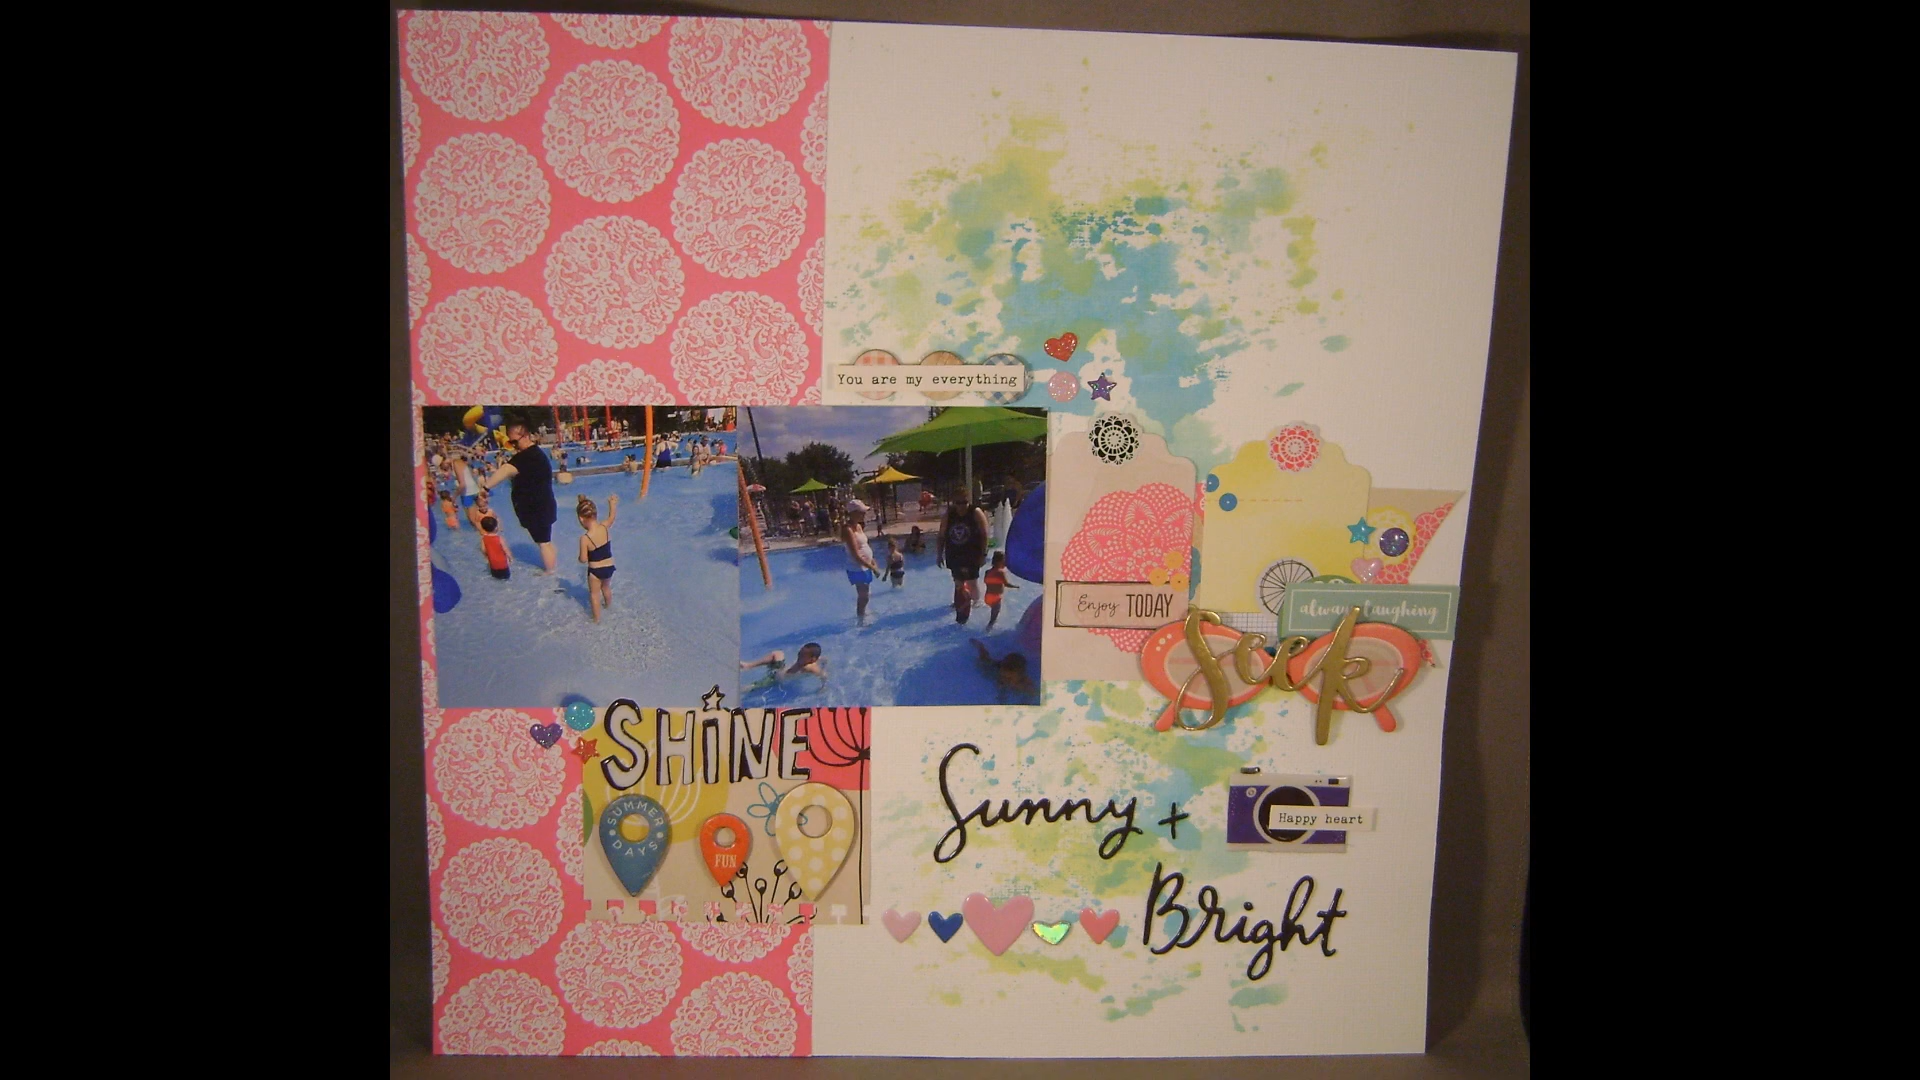 You are my everything
Enjoy TODAY
always laughing
Seek
SHiNE
SUMMER
DAYS
FUN
Sunny +
Happy heart
Bright